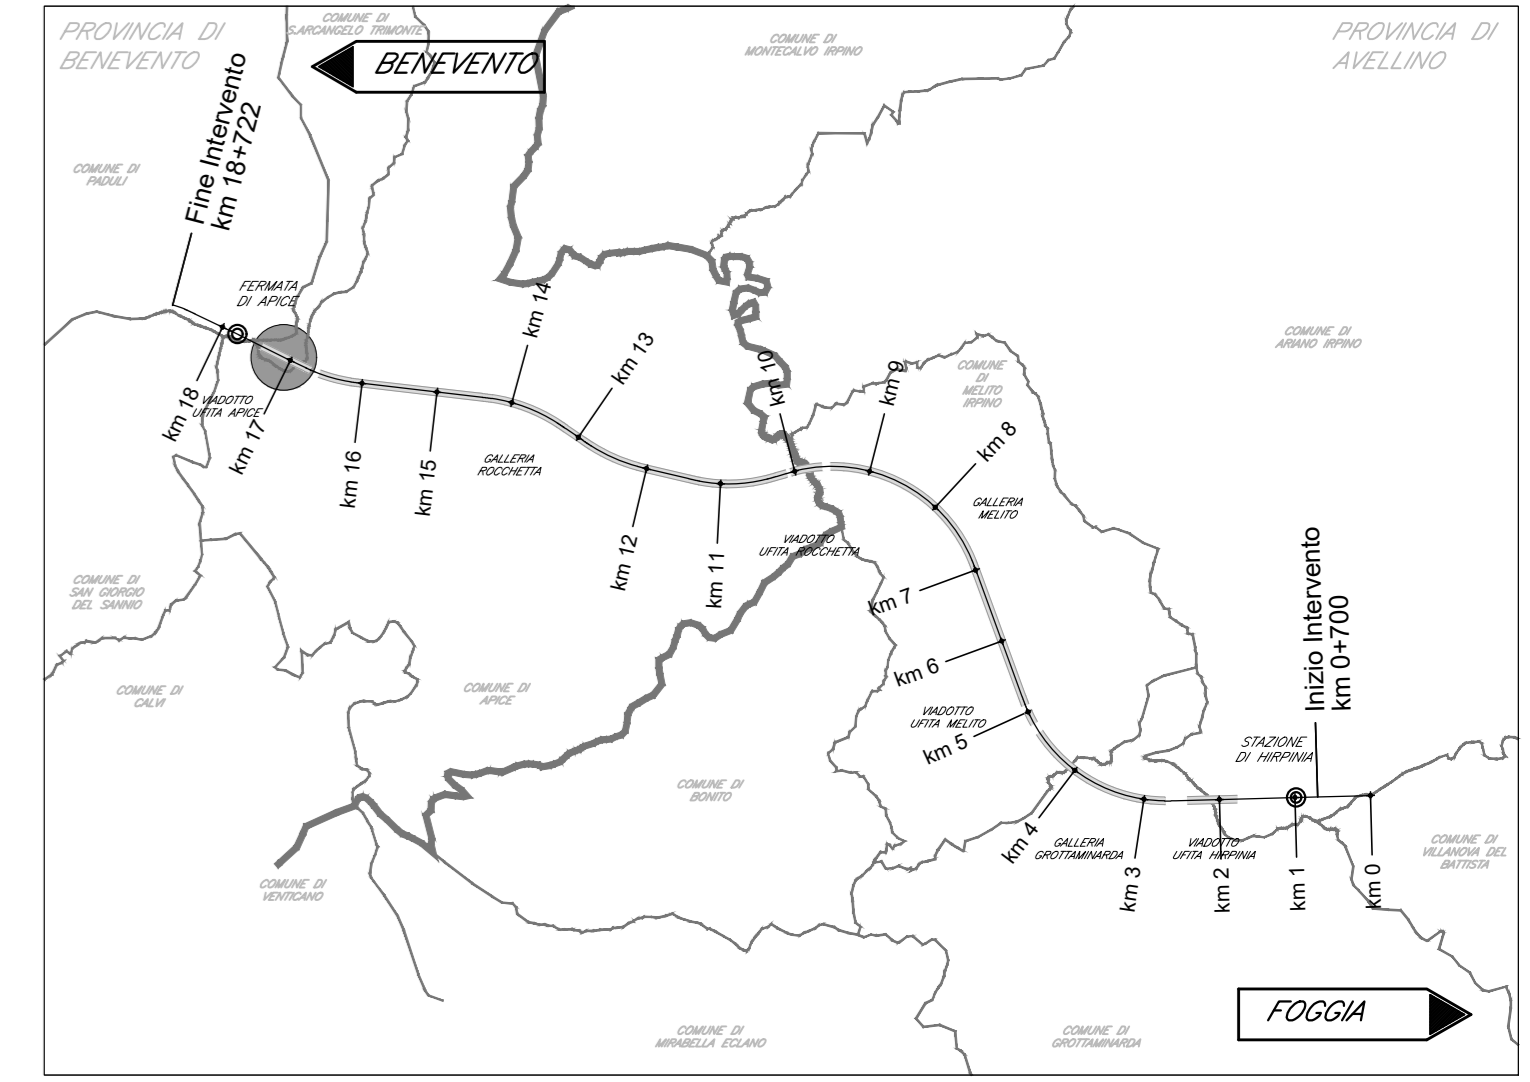 PROVINCIA DI
BENEVENTO
COMUNE DI
S.ARCANGELO TRIMONTE
BENEVENTO
COMUNE DI
MONTECALVO IRPINO
PROVINCIA DI
AVELLINO
Fine Intervento
km 18+722
COMUNE DI
PADULI
FERMATA
DI APICE
km 14
km 13
km 10
km 9
COMUNE DI
ARIANO IRPINO
COMUNE
DI
MELITO
IRPINO
km 18
VIADOTTO
UFITA APICE
km 17
km 16
km 15
GALLERIA
ROCCHETTA
km 8
GALLERIA
MELITO
km 12
km 11
VIADOTTO
UFITA ROCCHETTA
km 7
COMUNE DI
SAN GIORGIO
DEL SANNIO
Inizio Intervento
km 0+700
km 6
COMUNE DI
CALVI
COMUNE DI
APICE
VIADOTTO
UFITA MELITO
km 5
STAZIONE
DI HIRPINIA
COMUNE DI
BONITO
km 4
GALLERIA
GROTTAMINARDA
VIADOTTO
UFITA HIRPINIA
COMUNE DI
VILLANOVA DEL
BATTISTA
km 3
km 2
km 1
km 0
COMUNE DI
VENTICANO
FOGGIA
COMUNE DI
MIRABELLA ECLANO
COMUNE DI
GROTTAMINARDA